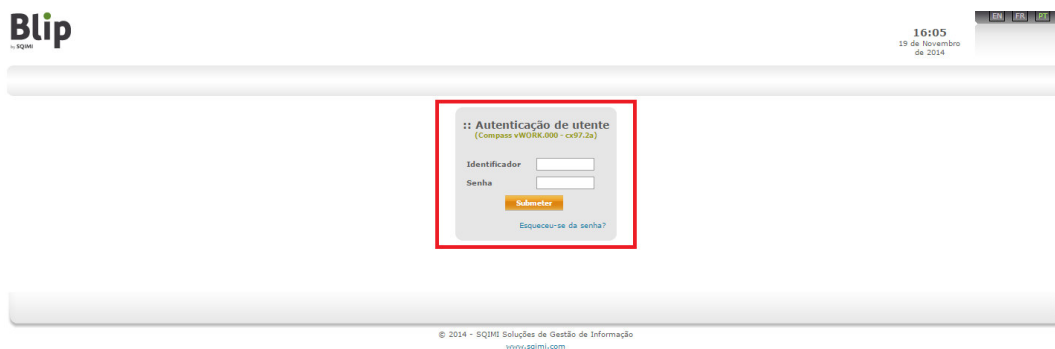 EN FR PT
Blip
by SQIMI
16:05
19 de Novembro
de 2014
:: Autenticação de utente
(Compass vWORK.000 - cx97.2a)
Identificador
Senha
Submeter
Esqueceu-se da senha?
© 2014 - SQIMI Soluções de Gestão de Informação
www.sqimi.com